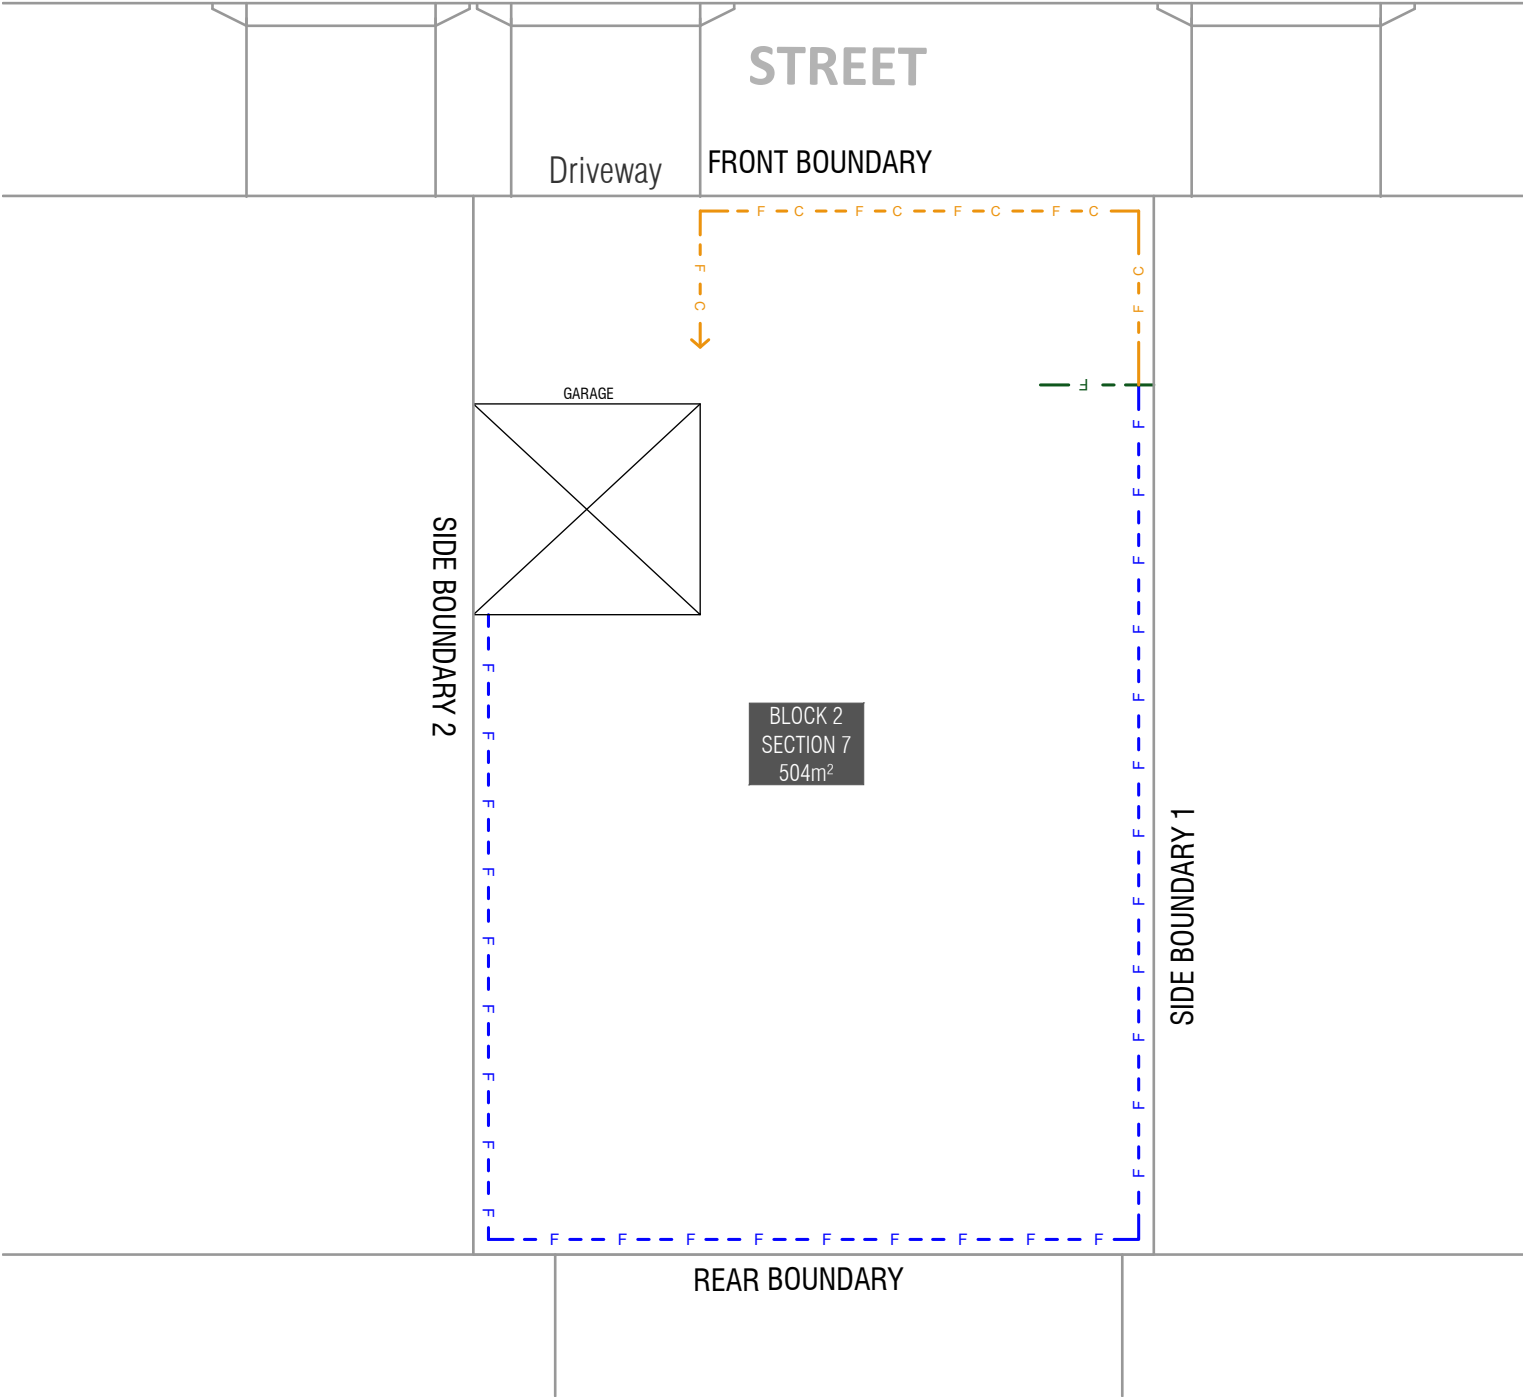 STREET
Driveway
FRONT BOUNDARY
F C F C F C F C
F C
C F
F
GARAGE
SIDE BOUNDARY 2
BLOCK 2
SECTION 7
504m²
SIDE BOUNDARY 1
F F F F F F F F F
F F F F F F F F F F F F
F F F F F F F F F
REAR BOUNDARY